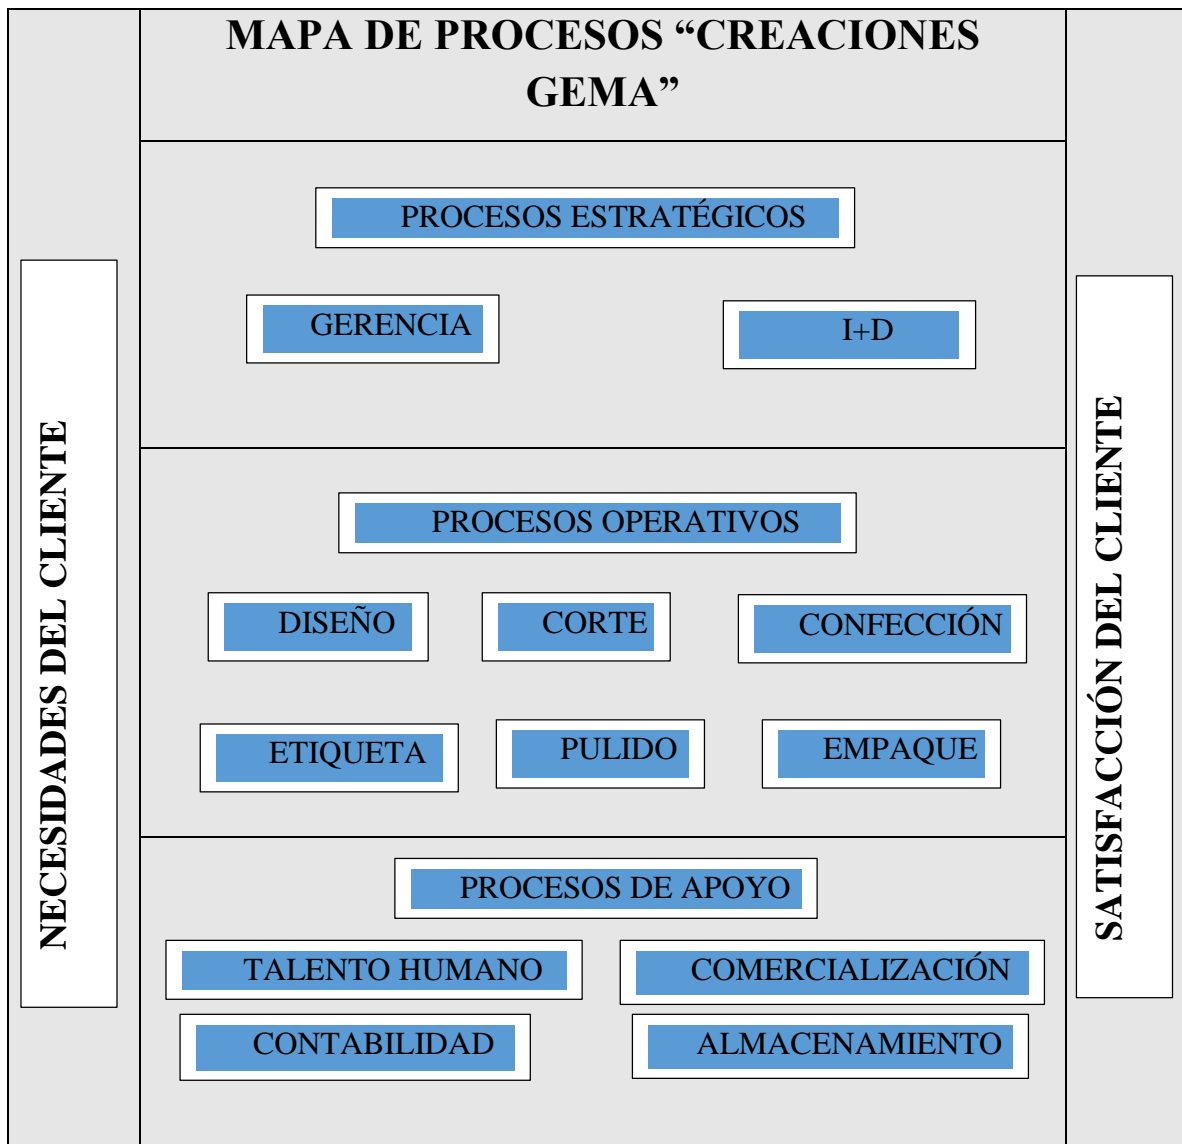 MAPA DE PROCESOS “CREACIONES
GEMA”
NECESIDADES DEL CLIENTE
PROCESOS ESTRATÉGICOS
GERENCIA
I+D
PROCESOS OPERATIVOS
DISEÑO
CORTE
CONFECCIÓN
ETIQUETA
PULIDO
EMPAQUE
PROCESOS DE APOYO
TALENTO HUMANO
COMERCIALIZACIÓN
CONTABILIDAD
ALMACENAMIENTO
SATISFACCIÓN DEL CLIENTE